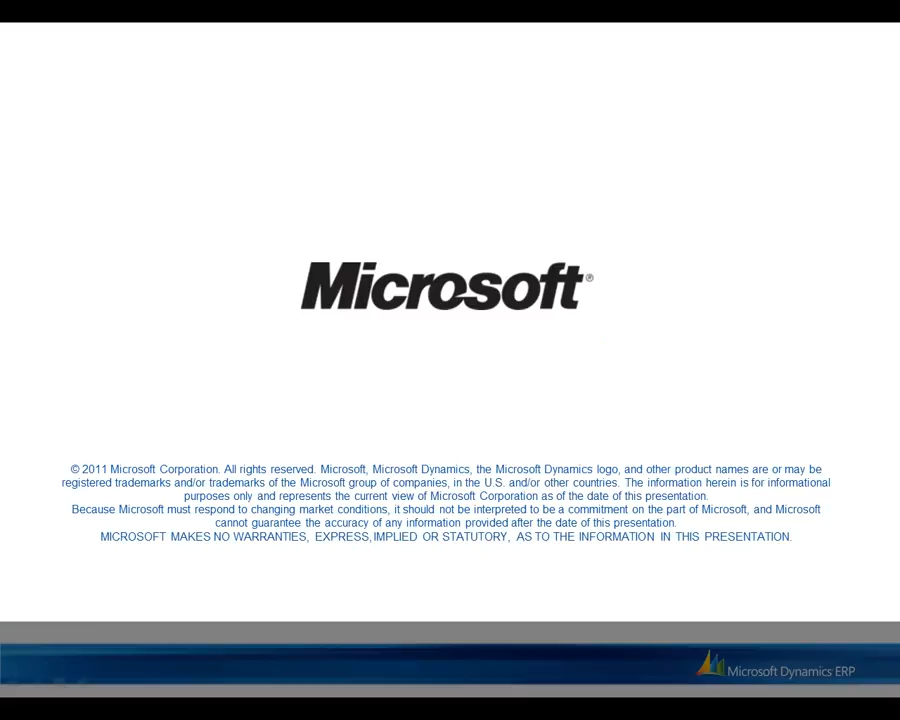 Microsoft®
© 2011 Microsoft Corporation. All rights reserved. Microsoft, Microsoft Dynamics, the Microsoft Dynamics logo, and other product names are or may be
registered trademarks and/or trademarks of the Microsoft group of companies, in the U.S. and/or other countries. The information herein is for informational
purposes only and represents the current view of Microsoft Corporation as of the date of this presentation.
Because Microsoft must respond to changing market conditions, it should not be interpreted to be a commitment on the part of Microsoft, and Microsoft
cannot guarantee the accuracy of any information provided after the date of this presentation.
MICROSOFT MAKES NO WARRANTIES, EXPRESS, IMPLIED OR STATUTORY, AS TO THE INFORMATION IN THIS PRESENTATION.
Microsoft Dynamics ERP